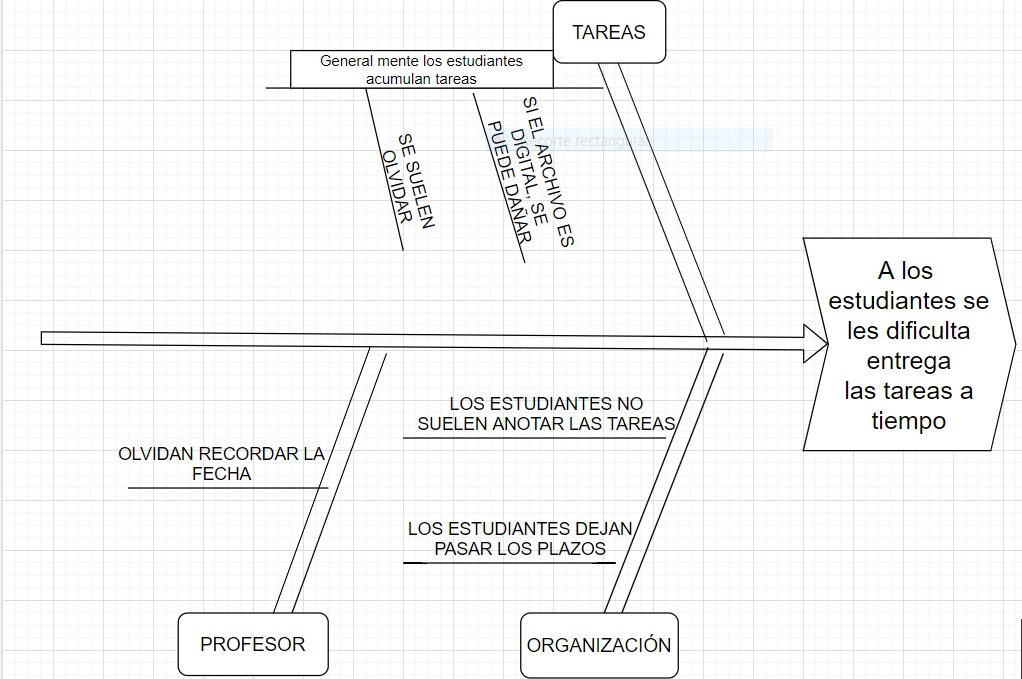 TAREAS
General mente los estudiantes
acumulan tareas
SE SUELEN
OLVIDAR
SI EL ARCHIVO ES
DIGITAL, SE
PUEDE DAÑAR
A los
estudiantes se
les dificulta
entrega
las tareas a
tiempo
LOS ESTUDIANTES NO
SUELEN ANOTAR LAS TAREAS
OLVIDAN RECORDAR LA
FECHA
LOS ESTUDIANTES DEJAN
PASAR LOS PLAZOS
PROFESOR
ORGANIZACIÓN